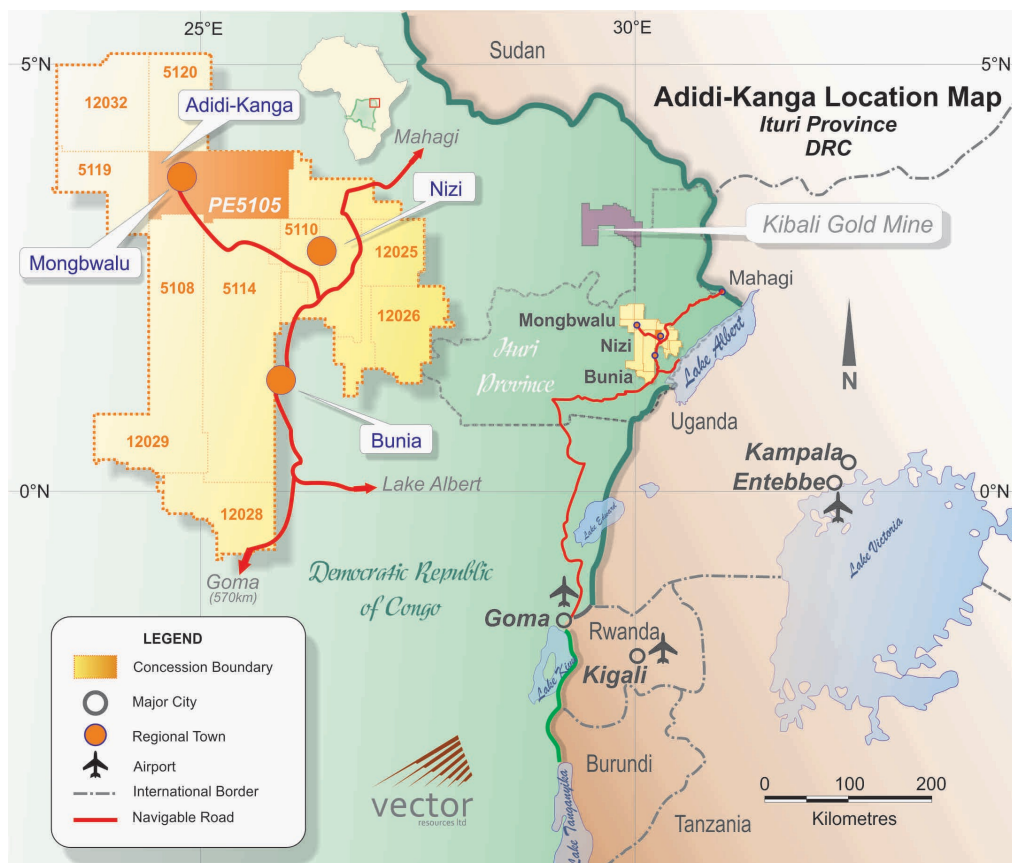 25°E
30°E
5°N
5°N
Sudan
Adidi-Kanga Location Map
Ituri Province
DRC
5120
12032
Adidi-Kanga
Mahagi
5119
Nizi
PE5105
5110
Kibali Gold Mine
Mongbwalu
12025
Mahagi
5108
5114
12026
Mongbwalu
Nizi
Bunia
Ituri
Province
Lake Albert
N
Uganda
Bunia
12029
Kampala
Entebbe
Lake Albert
0°N
0°N
12028
Lake Edward
Lake Victoria
Goma
(570km)
Democratic Republic
of Congo
Goma
Rwanda
Kigali
LEGEND
Concession Boundary
Major City
Regional Town
Airport
International Border
Navigable Road
vector
resources ltd
Burundi
Lake Tanganyika
Tanzania
0 100 200
Kilometres